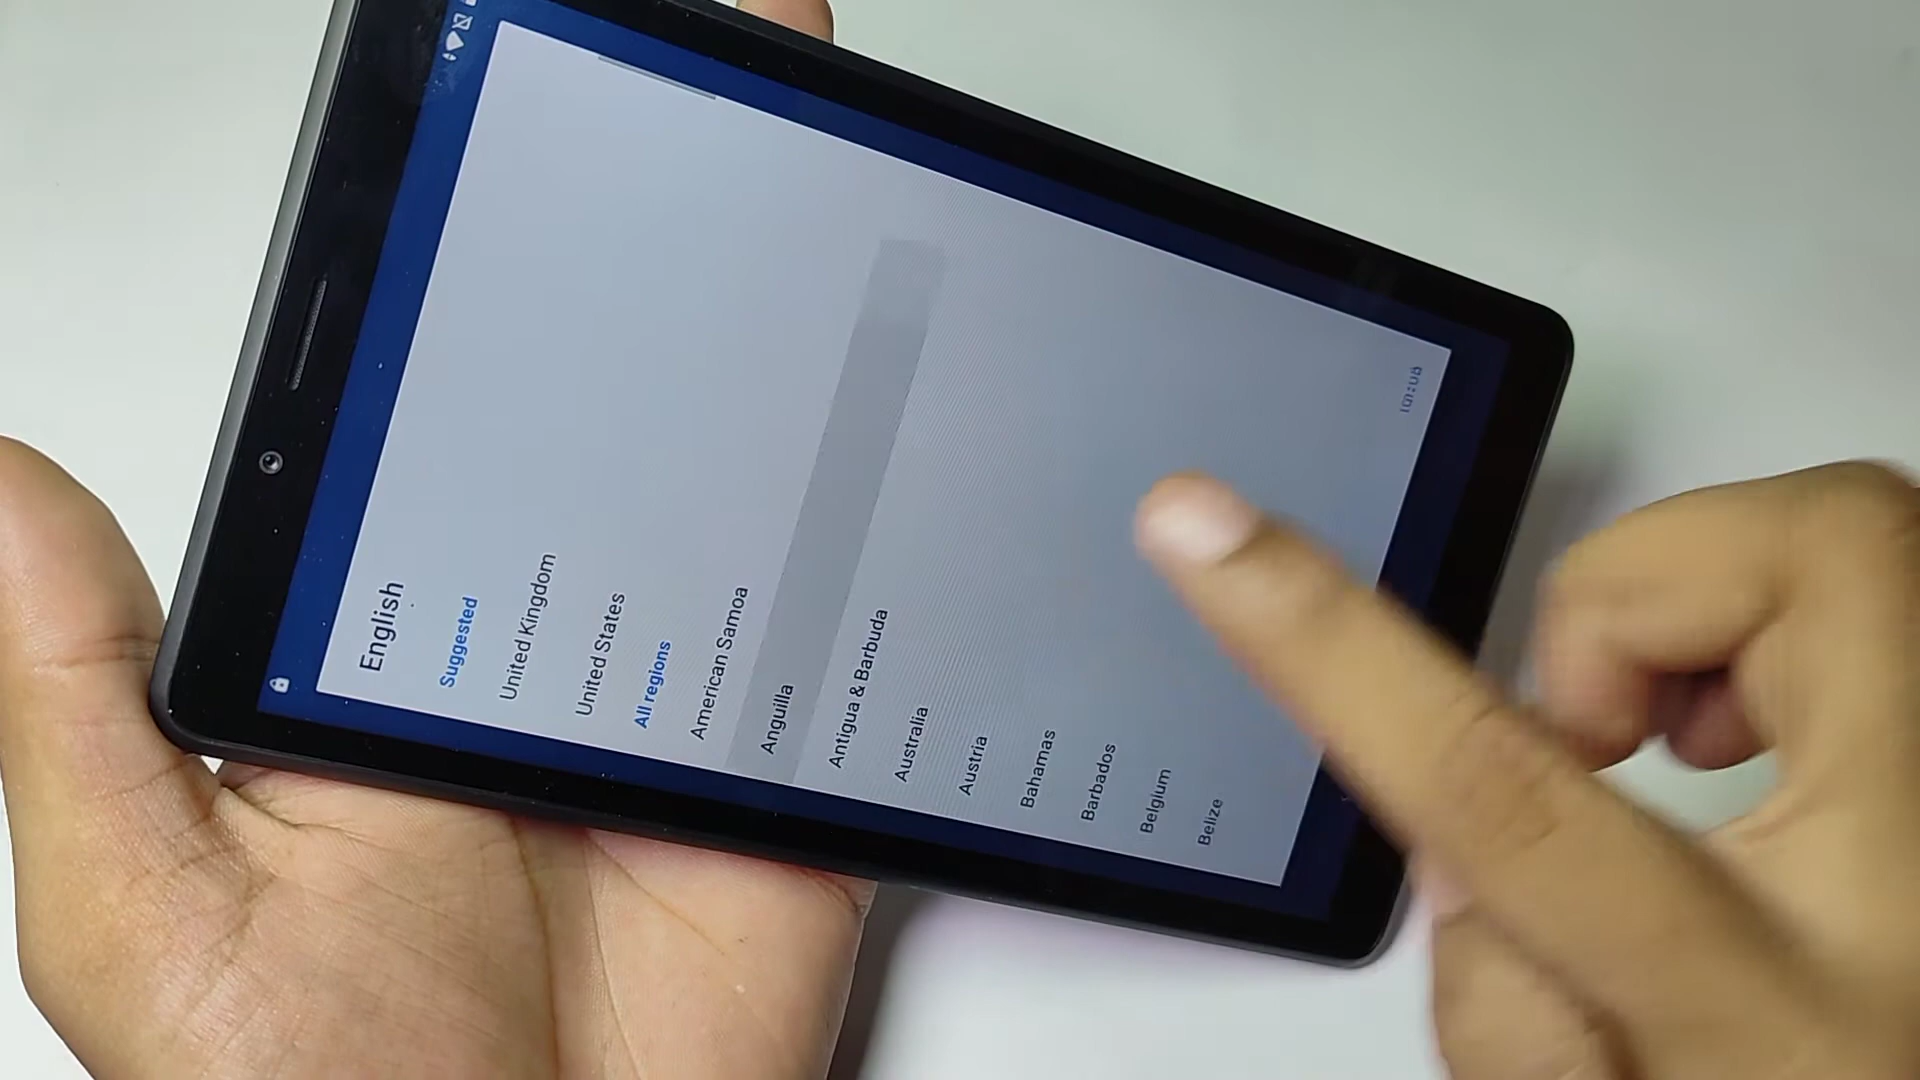 English
Suggested
United Kingdom
United States
All regions
American Samoa
Anguilla
Antigua & Barbuda
Australia
Austria
Bahamas
Barbados
Belgium
Belize